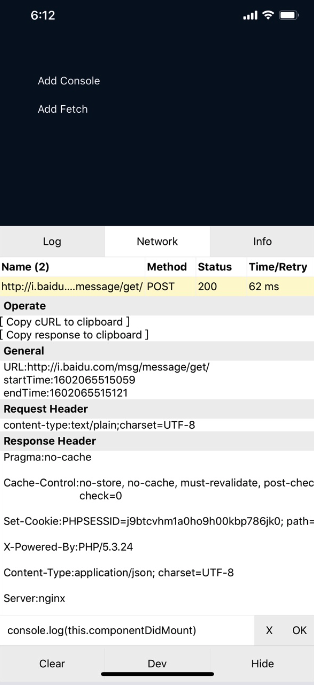 6:12
Add Console
Add Fetch
Log Network Info
Name (2) Method Status Time/Retry
http://i.baidu....message/get/ POST 200 62 ms
Operate
[ Copy cURL to clipboard ]
[ Copy response to clipboard ]
General
URL:http://i.baidu.com/msg/message/get/
startTime:1602065515059
endTime:1602065515121
Request Header
content-type:text/plain;charset=UTF-8
Response Header
Pragma:no-cache
Cache-Control:no-store, no-cache, must-revalidate, post-chec
check=0
Set-Cookie:PHPSESSID=j9btcvhm1a0ho9h00kbp786jk0; path=
X-Powered-By:PHP/5.3.24
Content-Type:application/json; charset=UTF-8
Server:nginx
console.log(this.componentDidMount) X OK
Clear Dev Hide